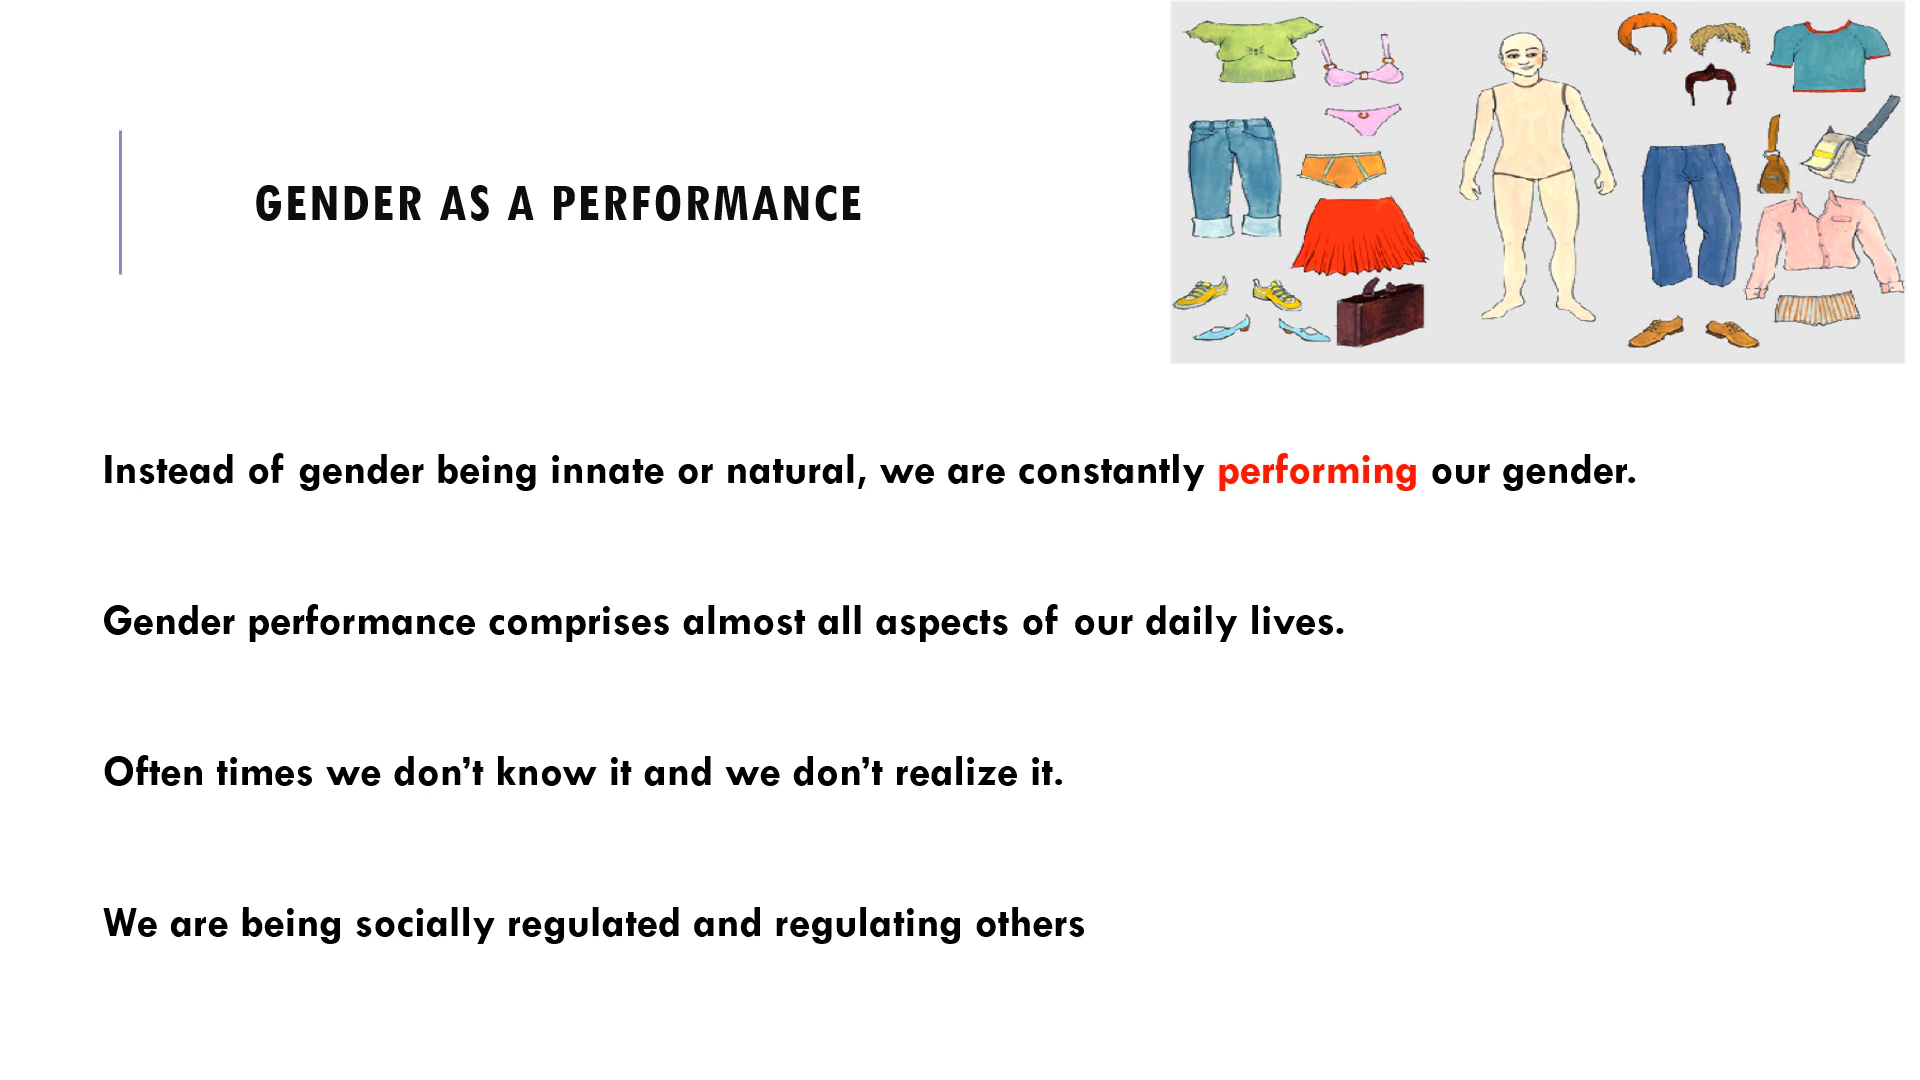 GENDER AS A PERFORMANCE
Instead of gender being innate or natural, we are constantly performing our gender.
Gender performance comprises almost all aspects of our daily lives.
Often times we don’t know it and we don’t realize it.
We are being socially regulated and regulating others